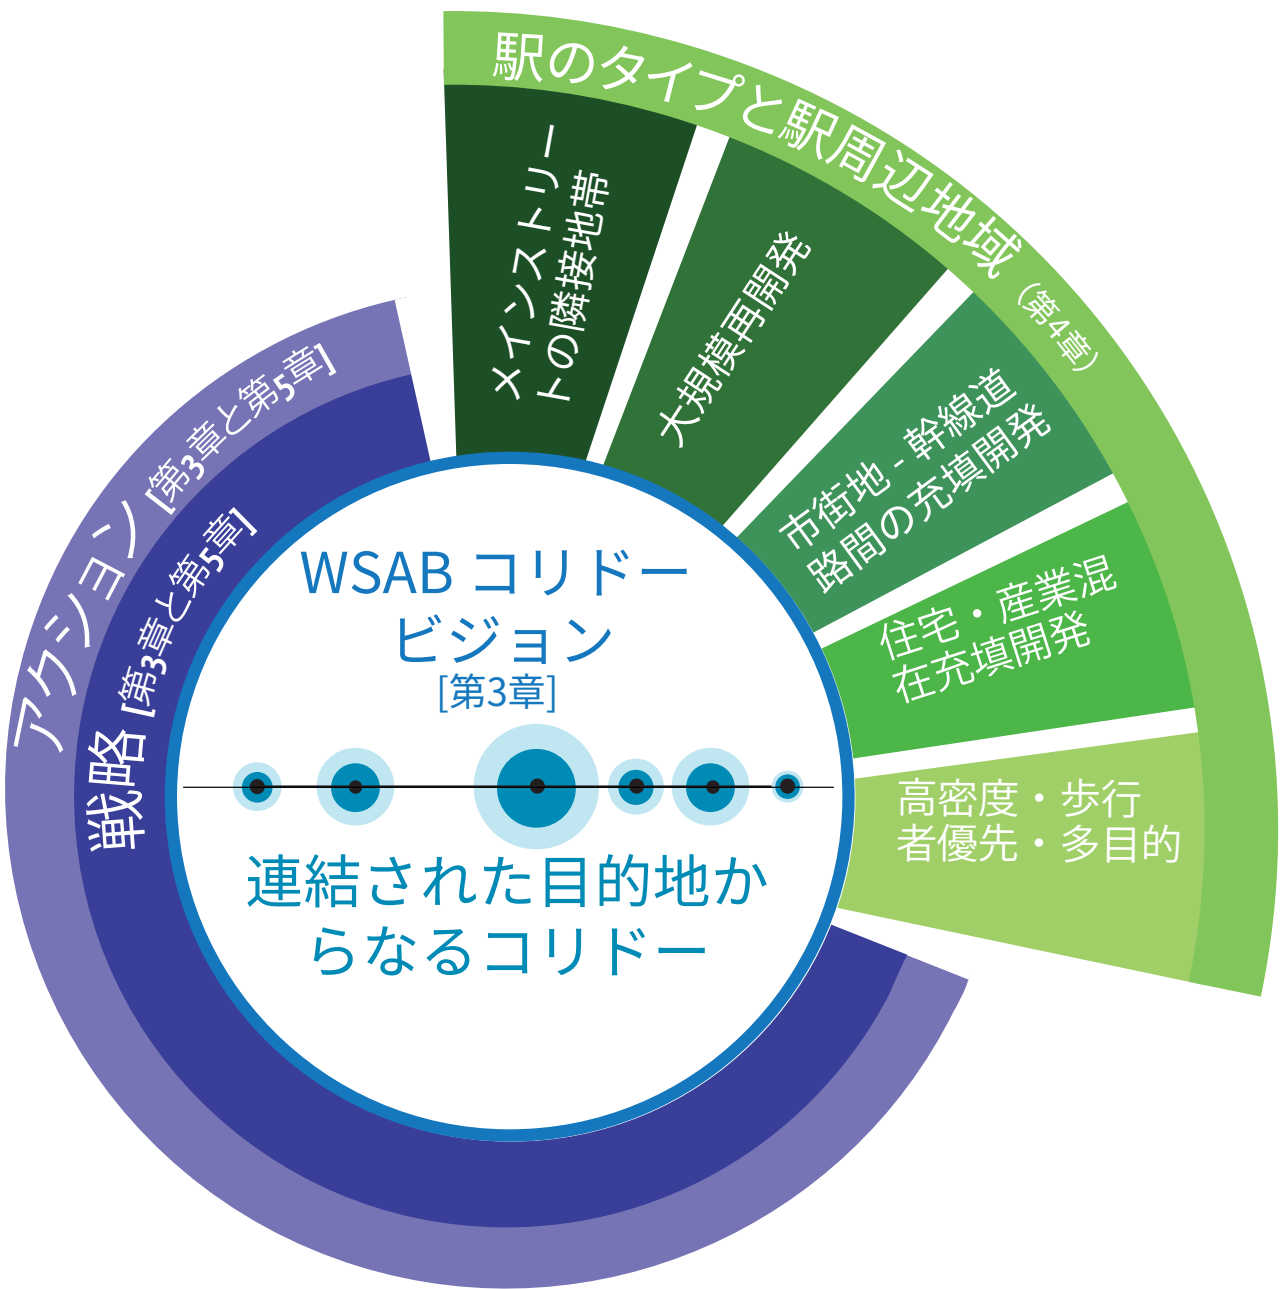 駅のタイプと駅周辺地域 (第4章)
メインストリー
トの隣接地帯
大規模再開発
市街地 - 幹線道
路間の充填開発
住宅・産業混
在充填開発
高密度・歩行
者優先・多目的
アクション [第3章と第5章]
戦略 [第3章と第5章]
WSAB コリドー
ビジョン
[第3章]
連結された目的地か
らなるコリドー